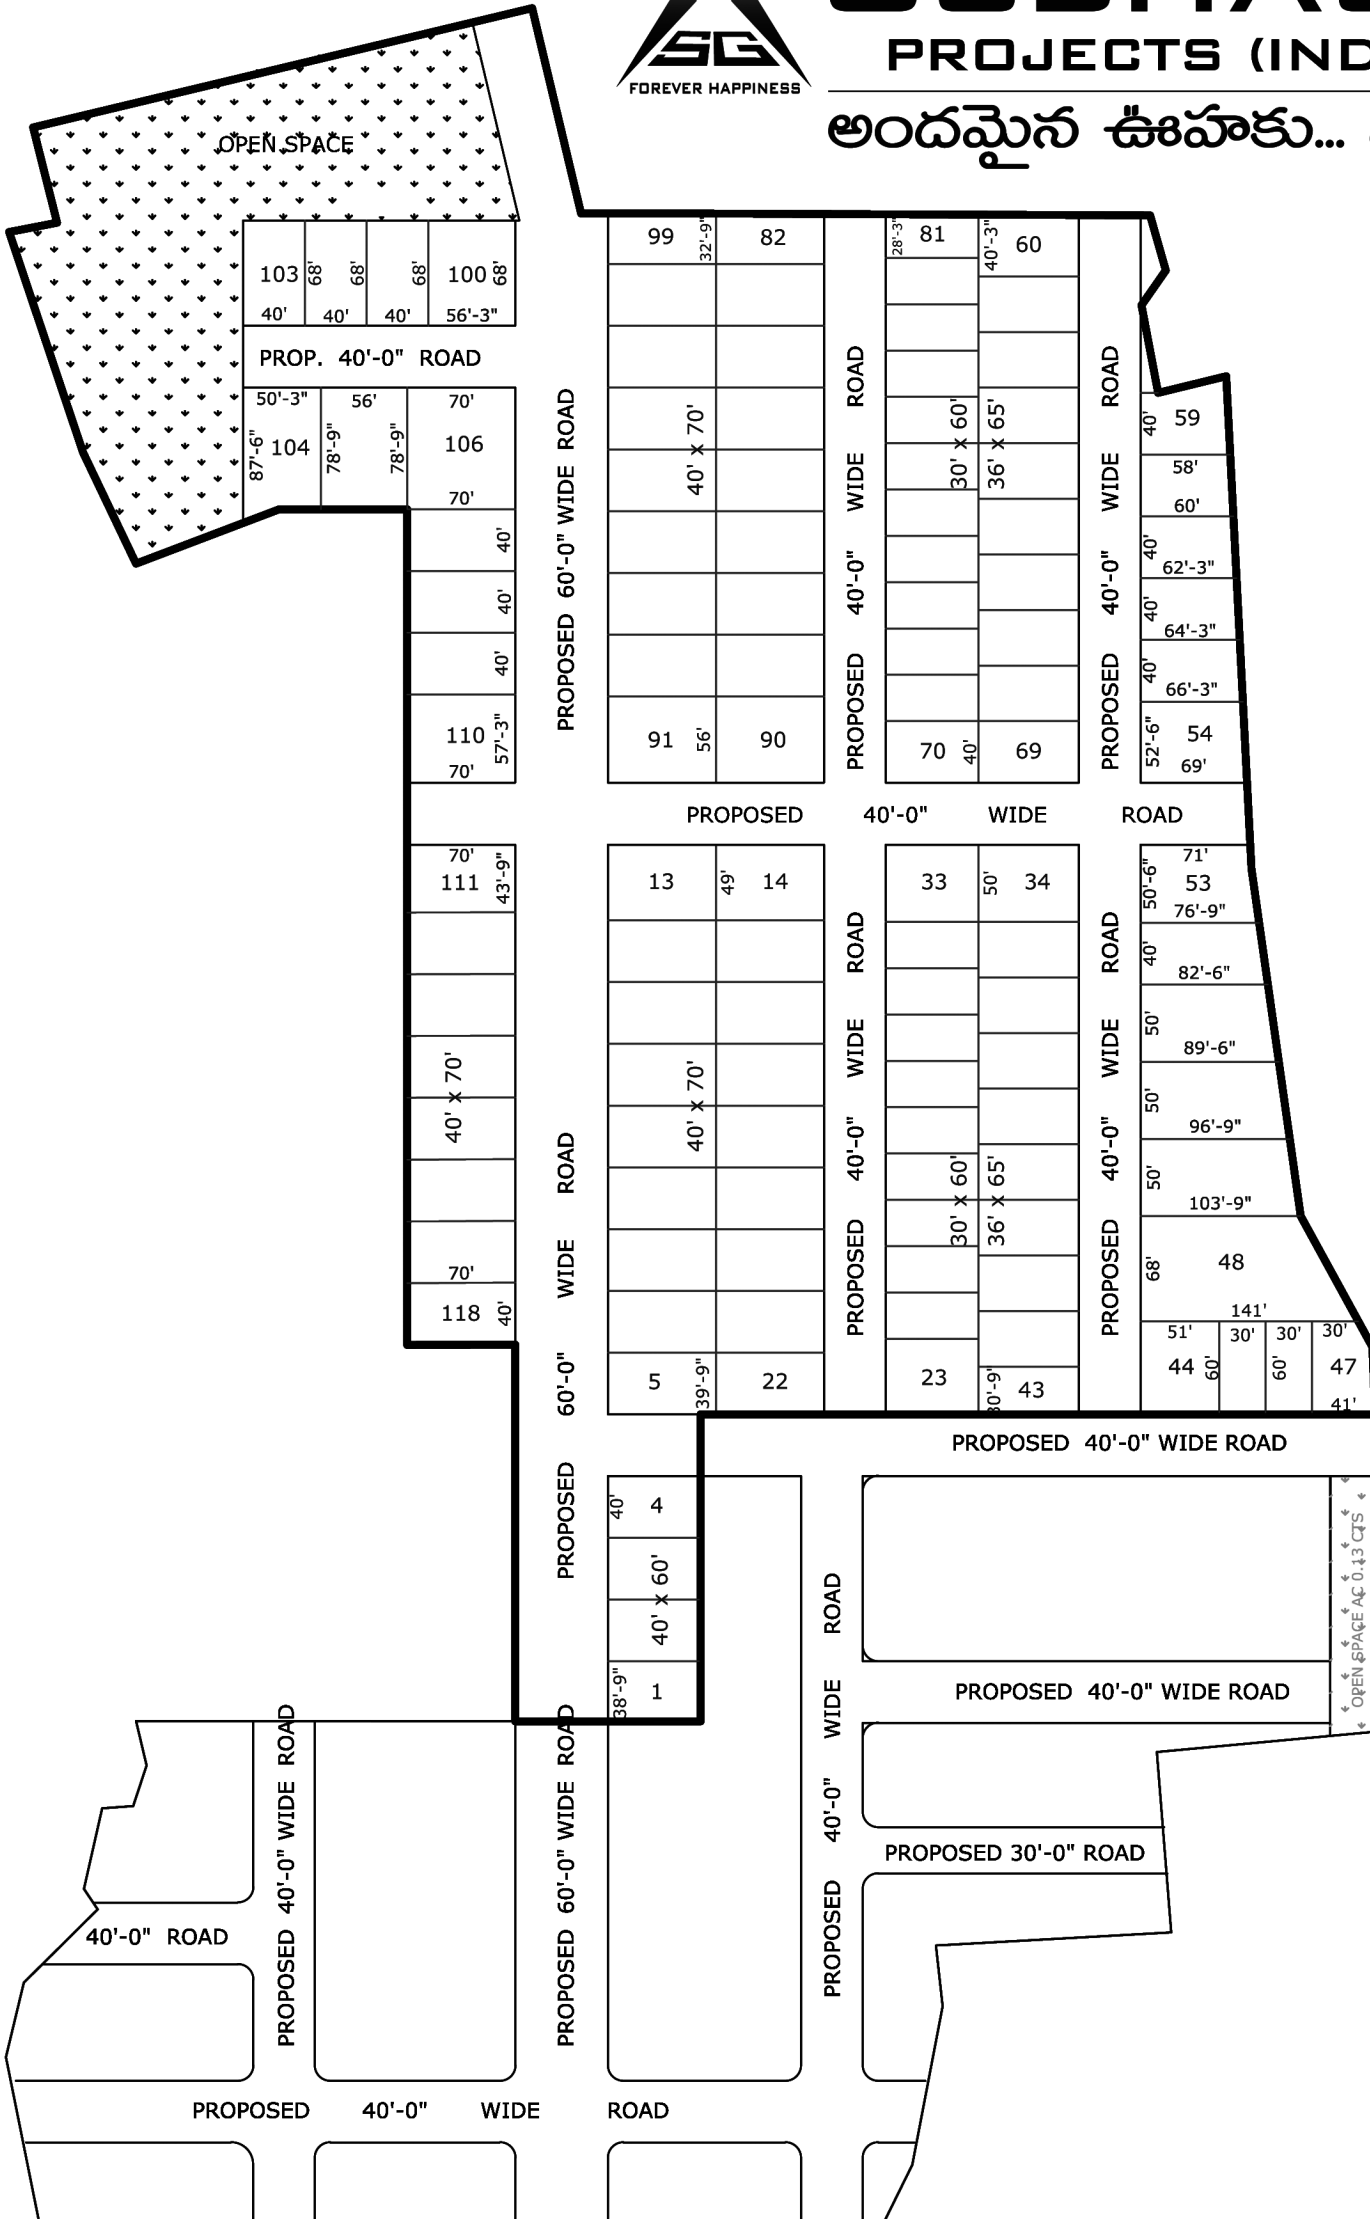 SG
FOREVER HAPPINESS
PROJECTS (IND
అందమైన ఊహకు...
OPEN SPACE
103 68' 68' 68' 100 68'
40' 40' 40' 56'-3"
PROP. 40'-0" ROAD
50'-3" 56' 70'
87'-6" 104 78'-9" 78'-9" 106
70'
40'
40'
40'
110 57'-3"
70'
PROPOSED 60'-0" WIDE ROAD
99 32'-9" 82
40' x 70'
91 56' 90
PROPOSED 40'-0" WIDE ROAD
28'-3" 81 40'-3" 60
30' x 60' 36' x 65'
70 40' 69
PROPOSED 40'-0" WIDE ROAD
40' 59
58'
60'
40'
62'-3"
40'
64'-3"
40'
66'-3"
52'-6" 54
69'
PROPOSED 40'-0" WIDE ROAD
70'
111 43'-9"
40' x 70'
70'
118 40'
PROPOSED 60'-0" WIDE ROAD
13 49' 14
40' x 70'
5 39'-9" 22
PROPOSED 40'-0" WIDE ROAD
33 50' 34
30' x 60' 36' x 65'
23 30'-9" 43
PROPOSED 40'-0" WIDE ROAD
71'
50'-6" 53
76'-9"
40'
82'-6"
50'
89'-6"
50'
96'-9"
50'
103'-9"
68' 48
141'
51' 30' 30' 30'
44 60' 60' 47
41'
PROPOSED 40'-0" WIDE ROAD
40' 4
40' x 60'
38'-9" 1
PROPOSED 40'-0" WIDE ROAD
OPEN SPACE AC 0.13 CTS
PROPOSED 40'-0" WIDE ROAD
PROPOSED 30'-0" ROAD
PROPOSED 40'-0" WIDE ROAD
PROPOSED 60'-0" WIDE ROAD
40'-0" ROAD
PROPOSED 40'-0" WIDE ROAD